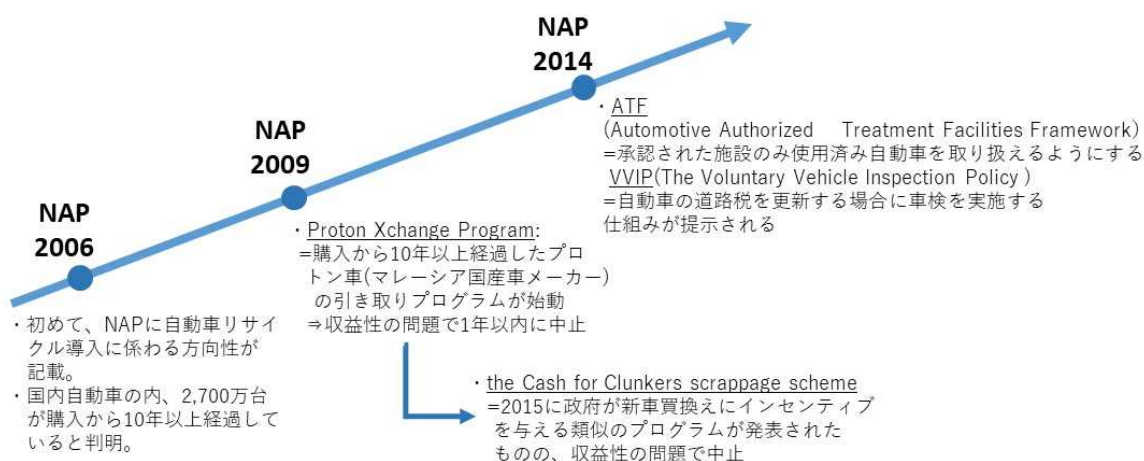 NAP
2006
・初めて、NAPに自動車リサイ
クル導入に係わる方向性が
記載。
・国内自動車の内、2,700万台
が購入から10年以上経過して
いると判明。
NAP
2009
・Proton Xchange Program:
=購入から10年以上経過したプロ
トン車(マレーシア国産車メーカー)
の引き取りプログラムが始動
⇒収益性の問題で1年以内に中止
・the Cash for Clunkers scrappage scheme
=2015に政府が新車買換えにインセンティブ
を与える類似のプログラムが発表された
ものの、収益性の問題で中止
NAP
2014
・ATF
(Automotive Authorized Treatment Facilities Framework)
=承認された施設のみ使用済み自動車を取り扱えるようにする
VVIP(The Voluntary Vehicle Inspection Policy )
=自動車の道路税を更新する場合に車検を実施する
仕組みが提示される